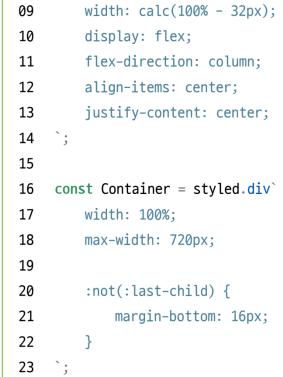 09 width: calc(100% - 32px);
10 display: flex;
11 flex-direction: column;
12 align-items: center;
13 justify-content: center;
14 `;
15
16 const Container = styled.div`
17 width: 100%;
18 max-width: 720px;
19
20 :not(:last-child) {
21 margin-bottom: 16px;
22 }
23 `;